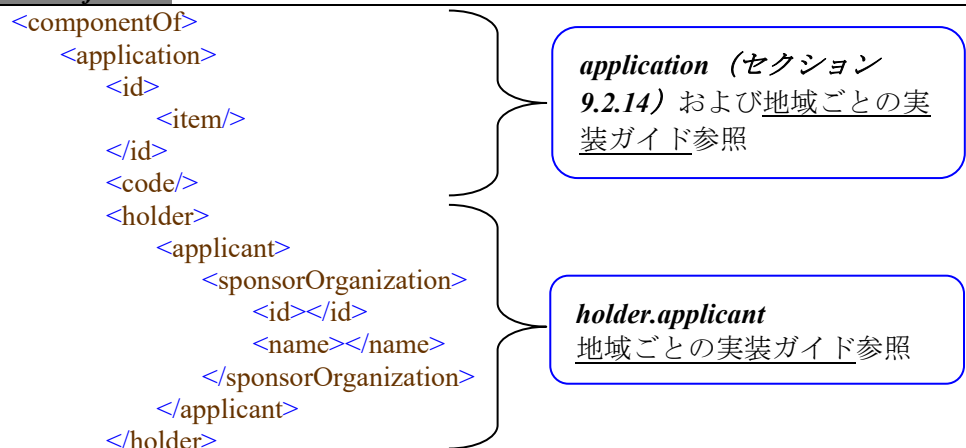 <componentOf>
<application>
<id>
<item/>
</id>
<code/>
<holder>
<applicant>
<sponsorOrganization>
<id></id>
<name></name>
</sponsorOrganization>
</applicant>
</holder>
application（セクション
9.2.14）および地域ごとの実
装ガイド参照
holder.applicant
地域ごとの実装ガイド参照